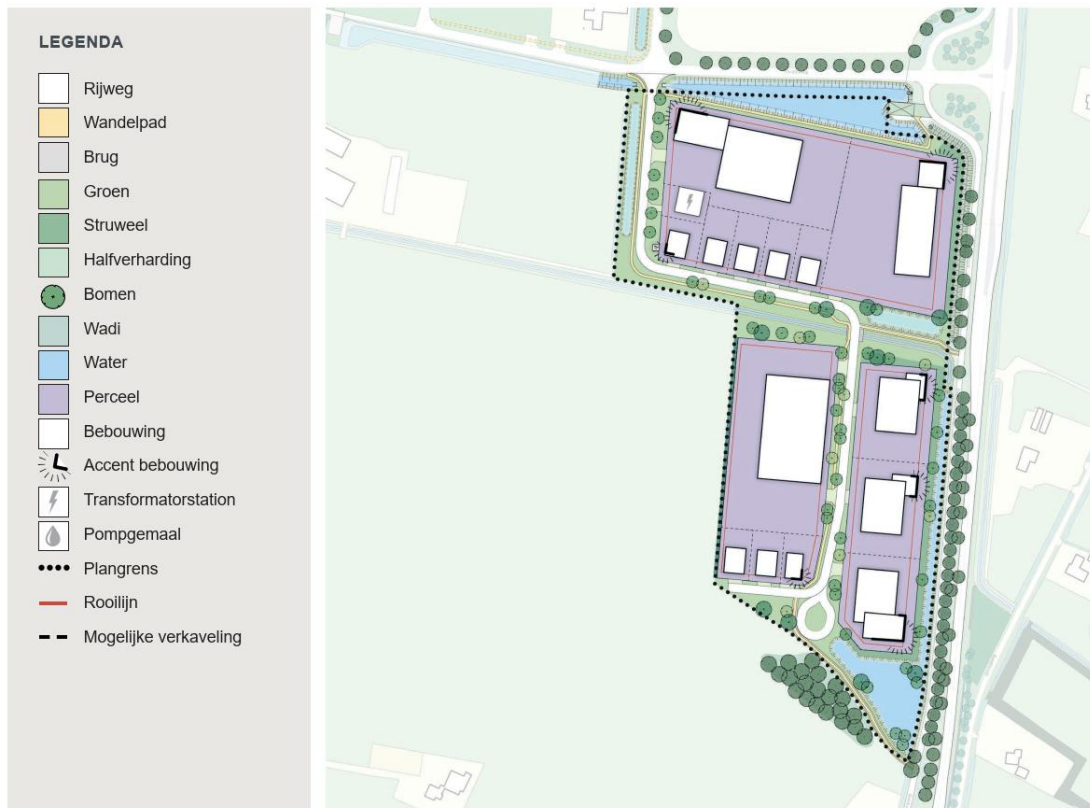 LEGENDA
Rijweg
Wandelpad
Brug
Groen
Struweel
Halfverharding
Bomen
Wadi
Water
Perceel
Bebouwing
Accent bebouwing
Transformatorstation
Pompgemaal
Plangrens
Rooilijn
Mogelijke verkaveling